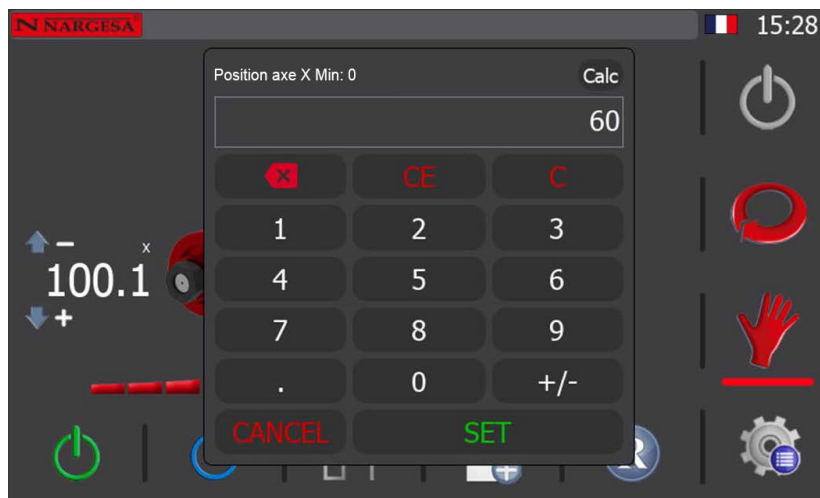 NARGESA
15:28
Position axe X Min: 0
Calc
60
CE C
1 2 3
x
100.1
4 5 6
7 8 9
. 0 +/-
CANCEL SET
R